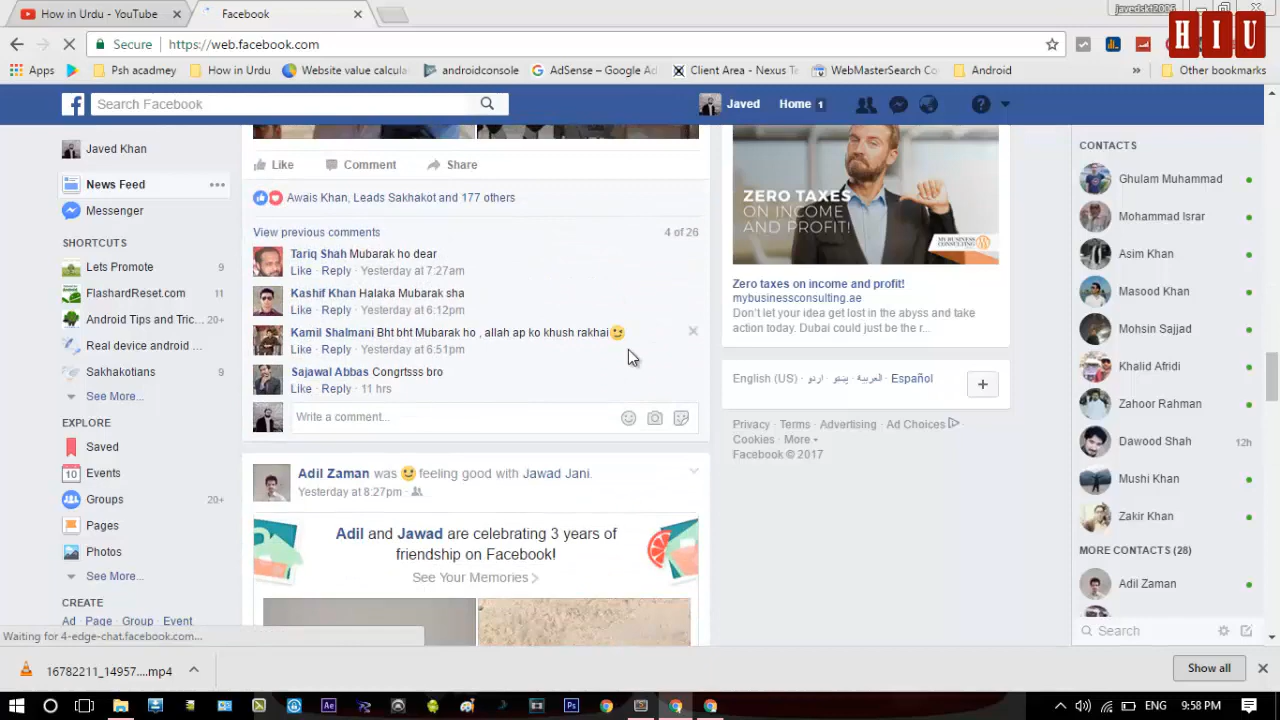 How in Urdu - YouTube
Facebook
javedskt2006
HIU
Secure
https://web.facebook.com
Apps
Psh acadmey
How in Urdu
Website value calcula
androidconsole
AdSense – Google Ad
Client Area - Nexus T
WebMasterSearch Co
Android
»
Other bookmarks
Search Facebook
Javed
Home 1
Javed Khan
News Feed
Messenger
SHORTCUTS
Lets Promote 9
FlashardReset.com 11
Android Tips and Tric... 20+
Real device android ...
Sakhakotians 9
See More...
EXPLORE
Saved
10 Events
Groups 20+
Pages
Photos
See More...
CREATE
Ad · Page · Group · Event
Waiting for 4-edge-chat.facebook.com...
Like Comment Share
Awais Khan, Leads Sakhakot and 177 others
View previous comments 4 of 26
Tariq Shah Mubarak ho dear
Like · Reply · Yesterday at 7:27am
Kashif Khan Halaka Mubarak sha
Like · Reply · Yesterday at 6:12pm
Kamil Shalmani Bht bht Mubarak ho , allah ap ko khush rakhai
Like · Reply · Yesterday at 6:51pm
Sajawal Abbas Congrtsss bro
Like · Reply · 11 hrs
Write a comment...
Adil Zaman was feeling good with Jawad Jani.
Yesterday at 8:27pm ·
Adil and Jawad are celebrating 3 years of
friendship on Facebook!
See Your Memories
ZERO TAXES
ON INCOME
AND PROFIT!
MYBUSINESS
CONSULTING
Zero taxes on income and profit!
mybusinessconsulting.ae
Don't let your idea get lost in the abyss and take
action today. Dubai could just be the r...
English (US) · اردو · پښتو · العربية · Español
Privacy · Terms · Advertising · Ad Choices
Cookies · More
Facebook © 2017
CONTACTS
Ghulam Muhammad
Mohammad Israr
Asim Khan
Masood Khan
Mohsin Sajjad
Khalid Afridi
Zahoor Rahman
Dawood Shah 12h
Mushi Khan
Zakir Khan
MORE CONTACTS (28)
Adil Zaman
Search
16782211_14957....mp4
Show all
Ae
Ps
ENG
9:58 PM